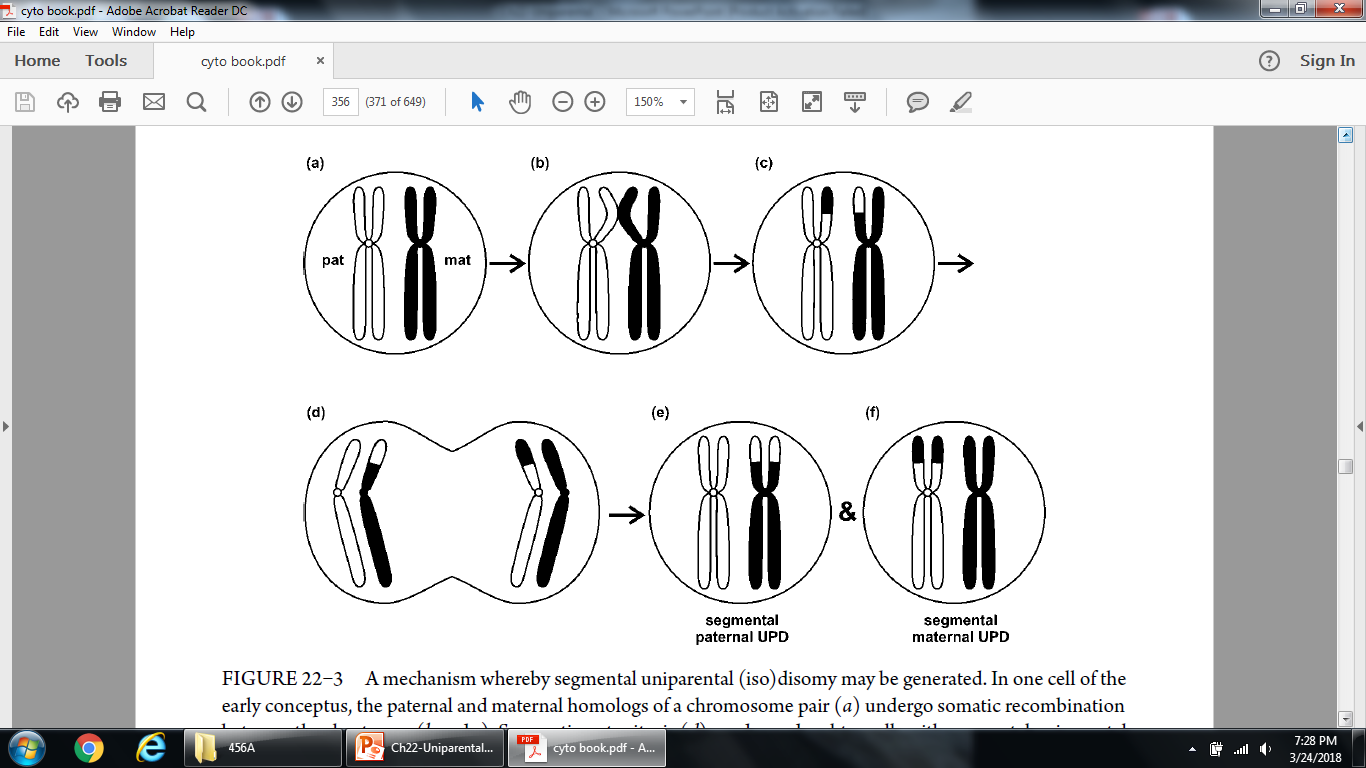 cyto book.pdf - Adobe Acrobat Reader DC
File Edit View Window Help
Home Tools cyto book.pdf × ? Sign In
356 (371 of 649) 150%
(a) (b) (c)
pat mat
(d) (e) (f)
&
segmental paternal UPD
segmental maternal UPD
FIGURE 22−3 A mechanism whereby segmental uniparental (iso)disomy may be generated. In one cell of the
early conceptus, the paternal and maternal homologs of a chromosome pair (a) undergo somatic recombination
456A Ch22-Uniparental... cyto book.pdf - A...
7:28 PM
3/24/2018